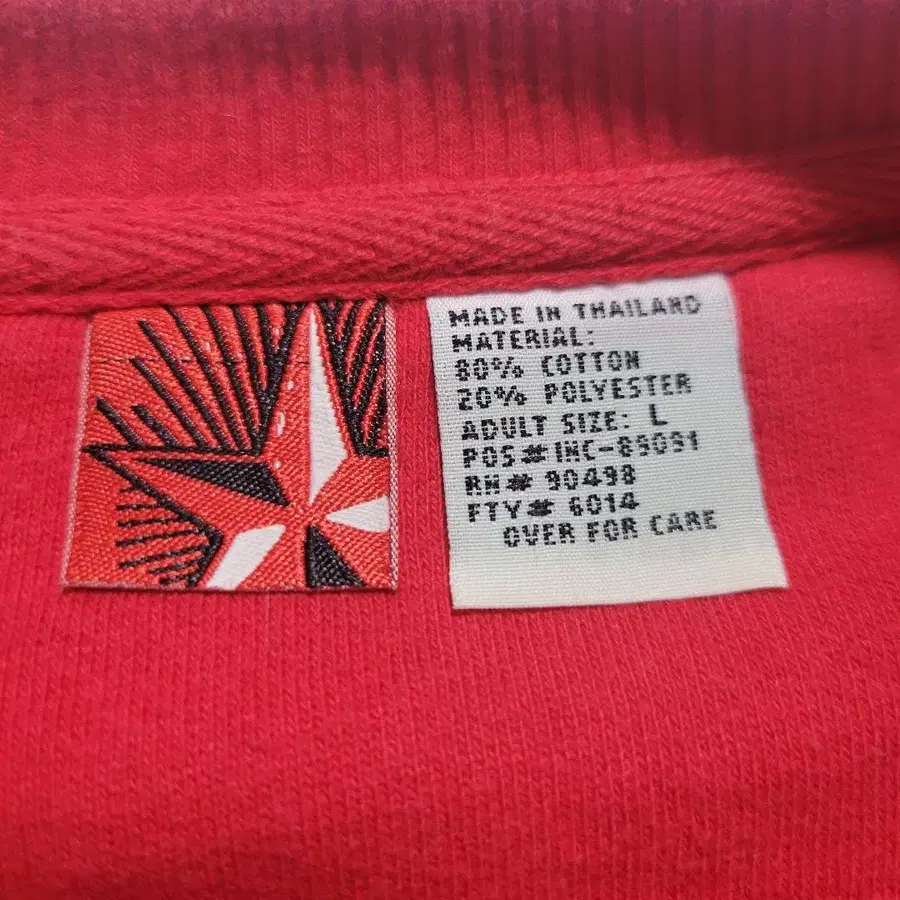 MADE IN THAILAND
MATERIAL:
80% COTTON
20% POLYESTER
ADULT SIZE: L
POS# INC-89091
RN# 90498
FTY# 6014
OVER FOR CARE